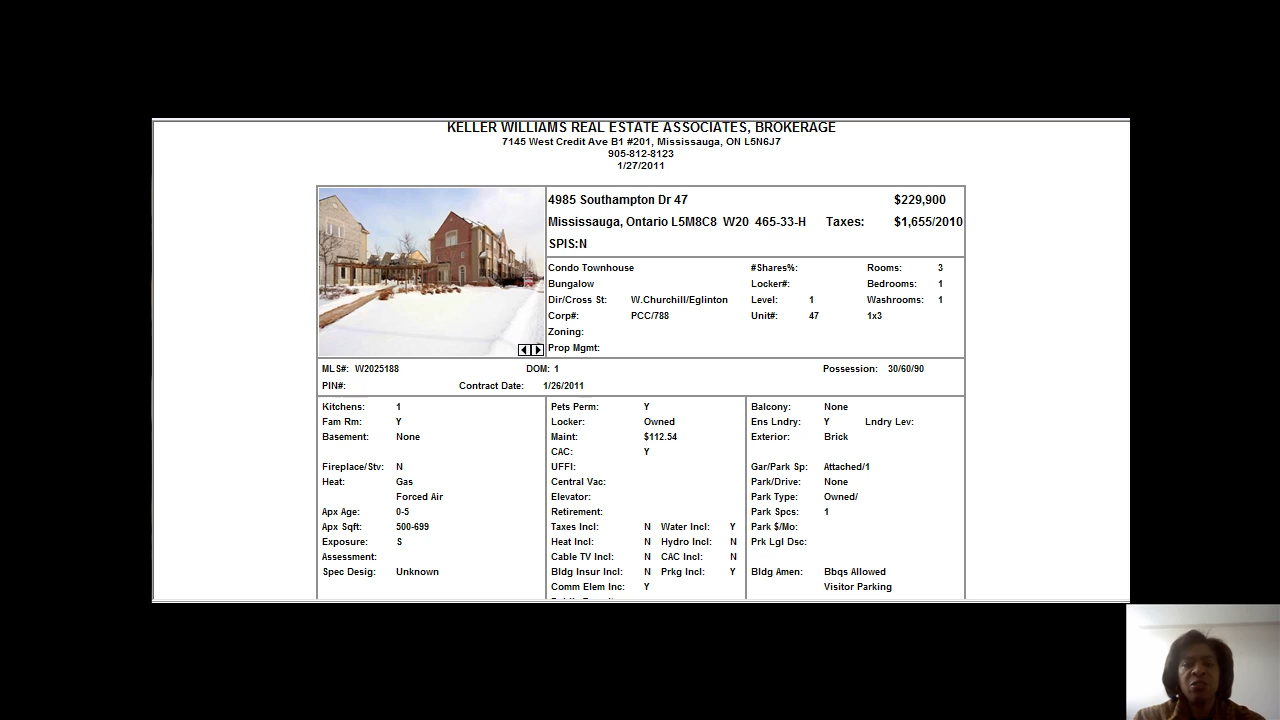 KELLER WILLIAMS REAL ESTATE ASSOCIATES, BROKERAGE
7145 West Credit Ave B1 #201, Mississauga, ON L5N6J7
905-812-8123
1/27/2011
4985 Southampton Dr 47 $229,900
Mississauga, Ontario L5M8C8 W20 465-33-H Taxes: $1,655/2010
SPIS:N
Condo Townhouse #Shares%: Rooms: 3
Bungalow Locker#: Bedrooms: 1
Dir/Cross St: W.Churchill/Eglinton Level: 1 Washrooms: 1
Corp#: PCC/788 Unit#: 47 1x3
Zoning:
Prop Mgmt:
MLS#: W2025188 DOM: 1 Possession: 30/60/90
PIN#: Contract Date: 1/26/2011
Kitchens: 1 Pets Perm: Y Balcony: None
Fam Rm: Y Locker: Owned Ens Lndry: Y Lndry Lev:
Basement: None Maint: $112.54 Exterior: Brick
CAC: Y
Fireplace/Stv: N UFFI: Gar/Park Sp: Attached/1
Heat: Gas Central Vac: Park/Drive: None
Forced Air Elevator: Park Type: Owned/
Apx Age: 0-5 Retirement: Park Spcs: 1
Apx Sqft: 500-699 Taxes Incl: N Water Incl: Y Park $/Mo:
Exposure: S Heat Incl: N Hydro Incl: N Prk Lgl Dsc:
Assessment: Cable TV Incl: N CAC Incl: N
Spec Desig: Unknown Bldg Insur Incl: N Prkg Incl: Y Bldg Amen: Bbqs Allowed
Comm Elem Inc: Y Visitor Parking